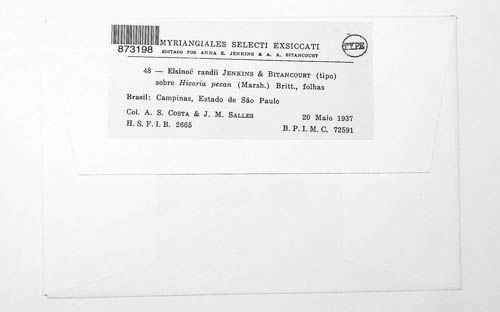 873198
MYRIANGIALES SELECTI EXSICCATI
EDITADO POR ANNA E. JENKINS & A. A. BITANCOURT
TYPE
48 — Elsinoë randii JENKINS & BITANCOURT (tipo)
sobre Hicoria pecan (Marsh.) Britt., folhas
Brasil: Campinas, Estado de São Paulo
Col. A. S. COSTA & J. M. SALLES 20 Maio 1937
H. S. F. I. B. 2665 B. P. I. M. C. 72591